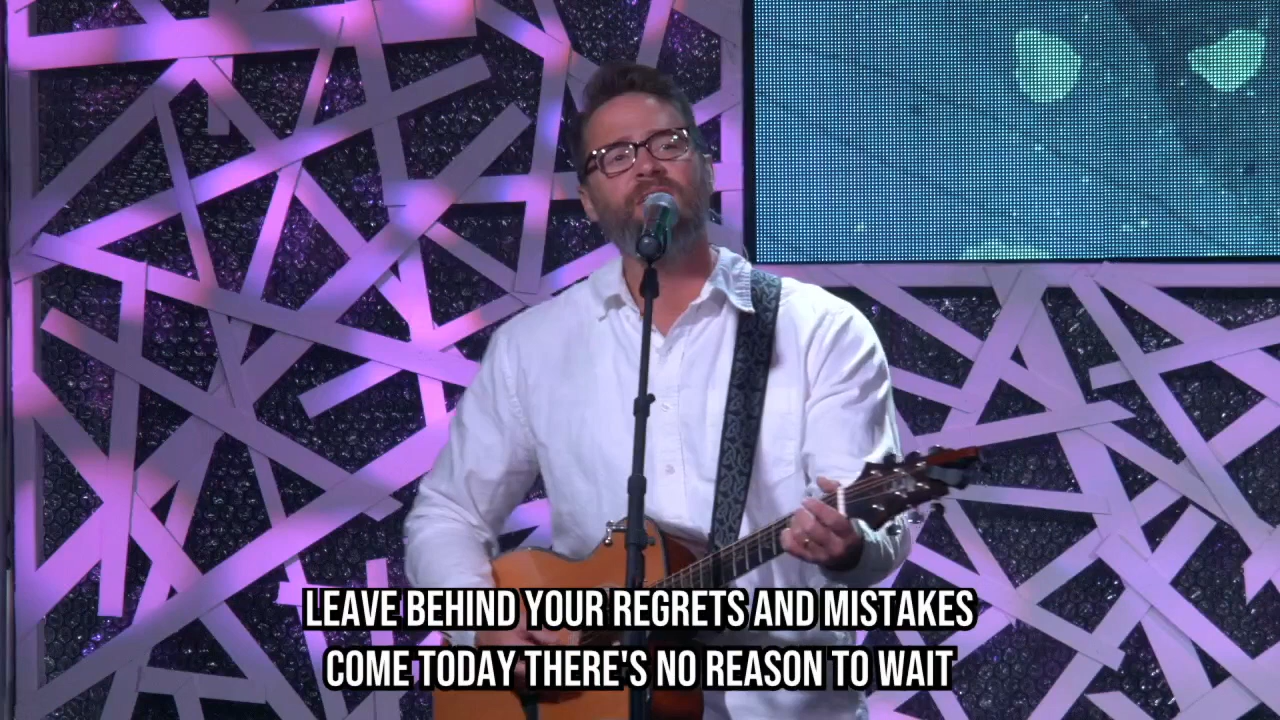 LEAVE BEHIND YOUR REGRETS AND MISTAKES
COME TODAY THERE'S NO REASON TO WAIT